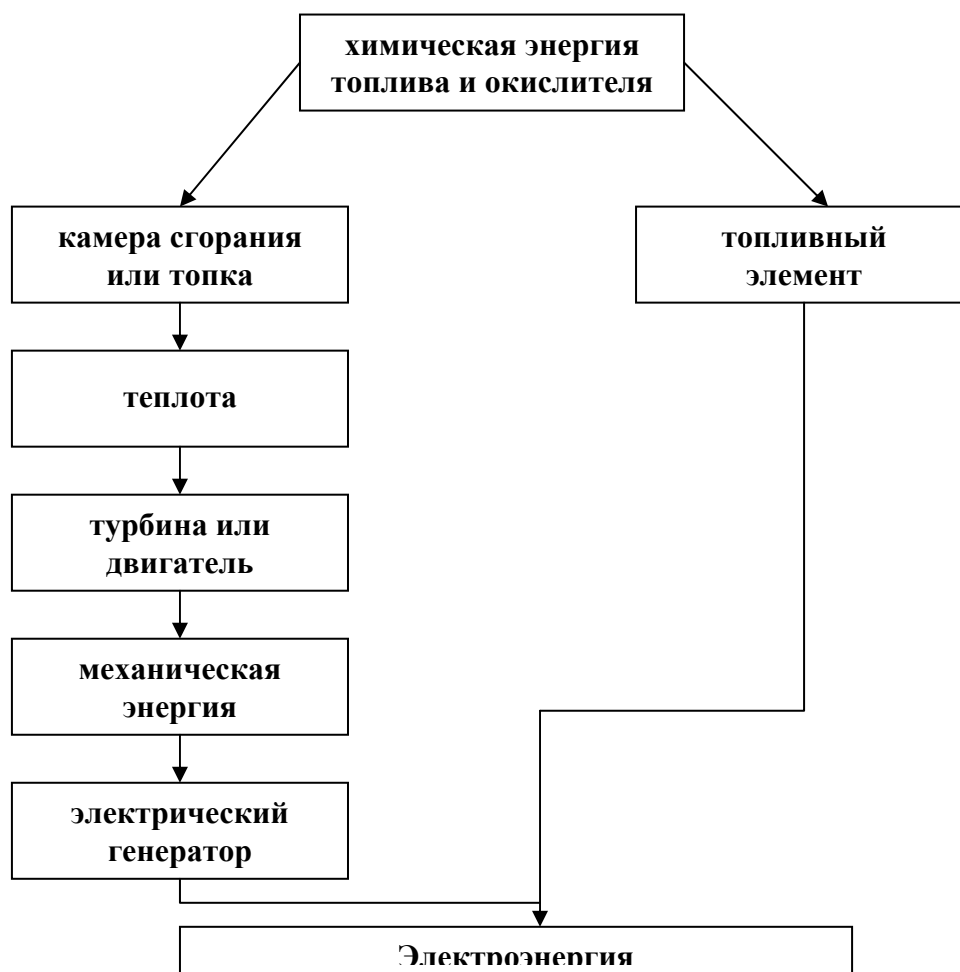 химическая энергия
топлива и окислителя
камера сгорания
или топка
топливный
элемент
теплота
турбина или
двигатель
механическая
энергия
электрический
генератор
Электроэнергия